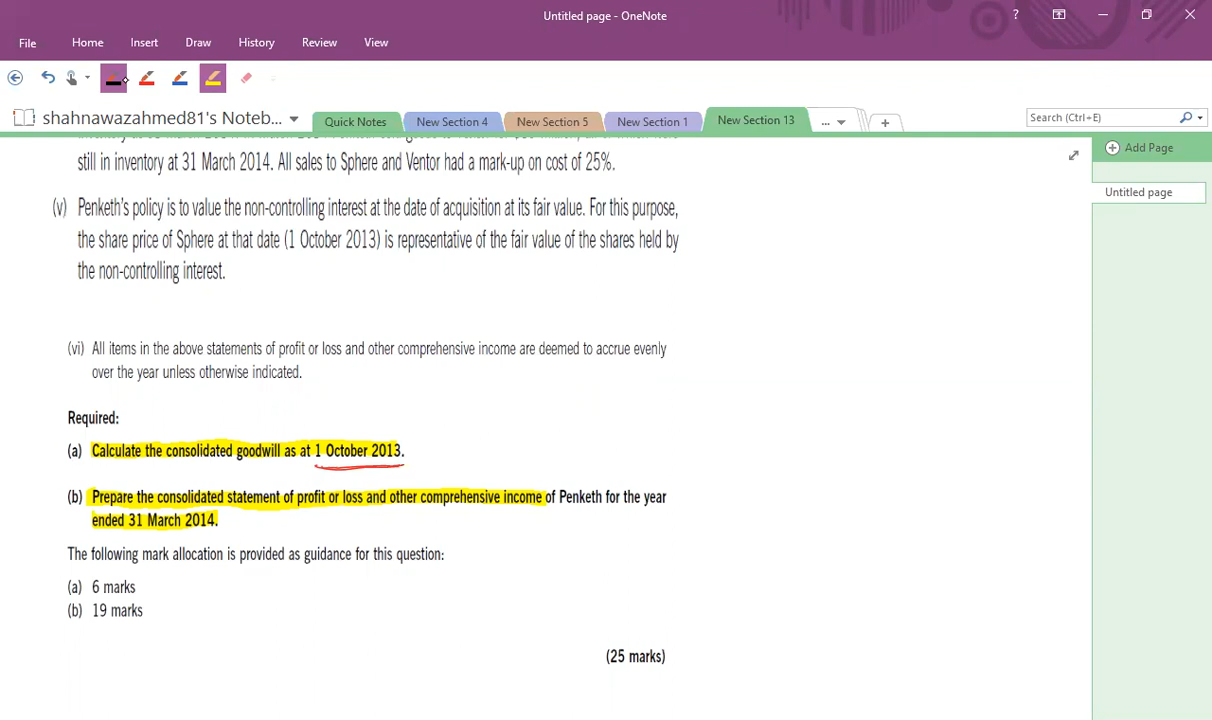 Untitled page - OneNote
?
File Home Insert Draw History Review View
shahnawazahmed81's Noteb... Quick Notes Section 4 Section 5 Section 1 New Section 13 ... Search (Ctrl+E)
Add Page
Untitled page
still in inventory at 31 March 2014. All sales to Sphere and Ventor had a mark-up on cost of 25%.
(v) Penketh's policy is to value the non-controlling interest at the date of acquisition at its fair value. For this purpose,
the share price of Sphere at that date (1 October 2013) is representative of the fair value of the shares held by
the non-controlling interest.
(vi) All items in the above statements of profit or loss and other comprehensive income are deemed to accrue evenly
over the year unless otherwise indicated.
Required:
(a) Calculate the consolidated goodwill as at 1 October 2013.
(b) Prepare the consolidated statement of profit or loss and other comprehensive income of Penketh for the year
ended 31 March 2014.
The following mark allocation is provided as guidance for this question:
(a) 6 marks
(b) 19 marks
(25 marks)